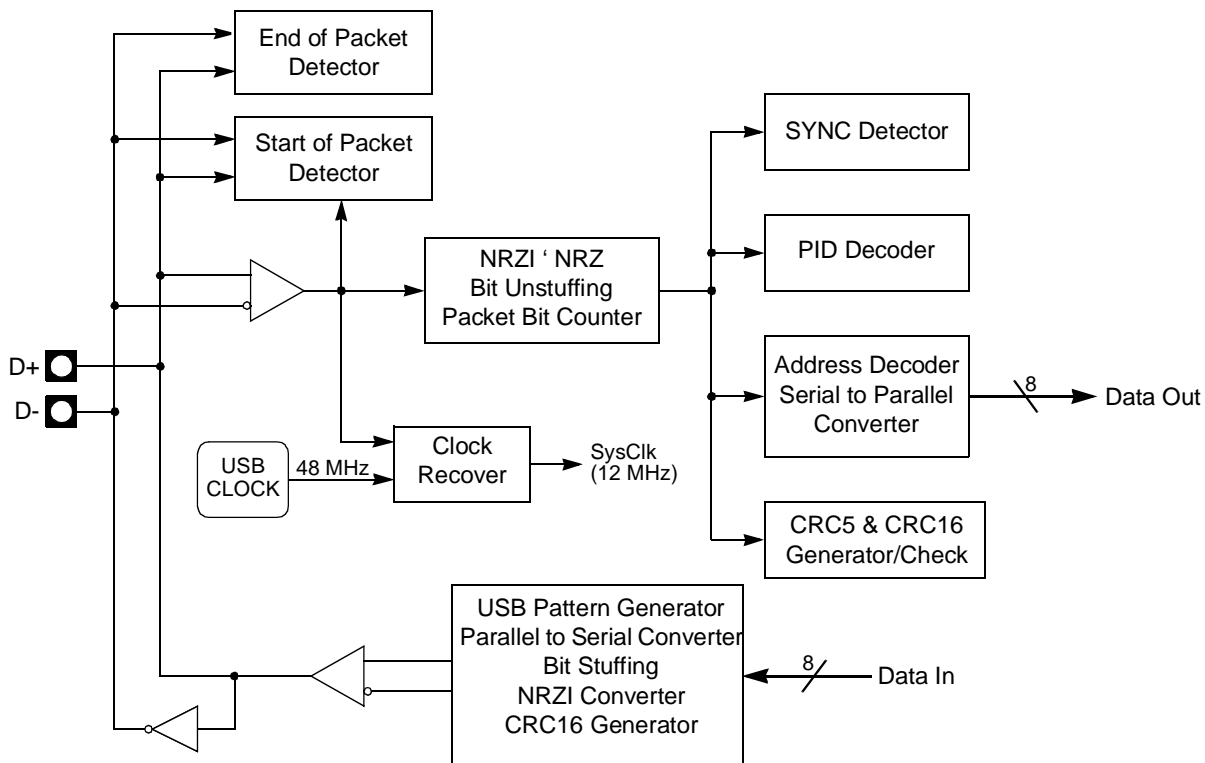 End of Packet
Detector
Start of Packet
Detector
SYNC Detector
PID Decoder
NRZI ‘ NRZ
Bit Unstuffing
Packet Bit Counter
D+
D-
Address Decoder
Serial to Parallel
Converter
8
Data Out
USB
CLOCK
48 MHz
Clock
Recover
SysClk
(12 MHz)
CRC5 & CRC16
Generator/Check
USB Pattern Generator
Parallel to Serial Converter
Bit Stuffing
NRZI Converter
CRC16 Generator
8
Data In